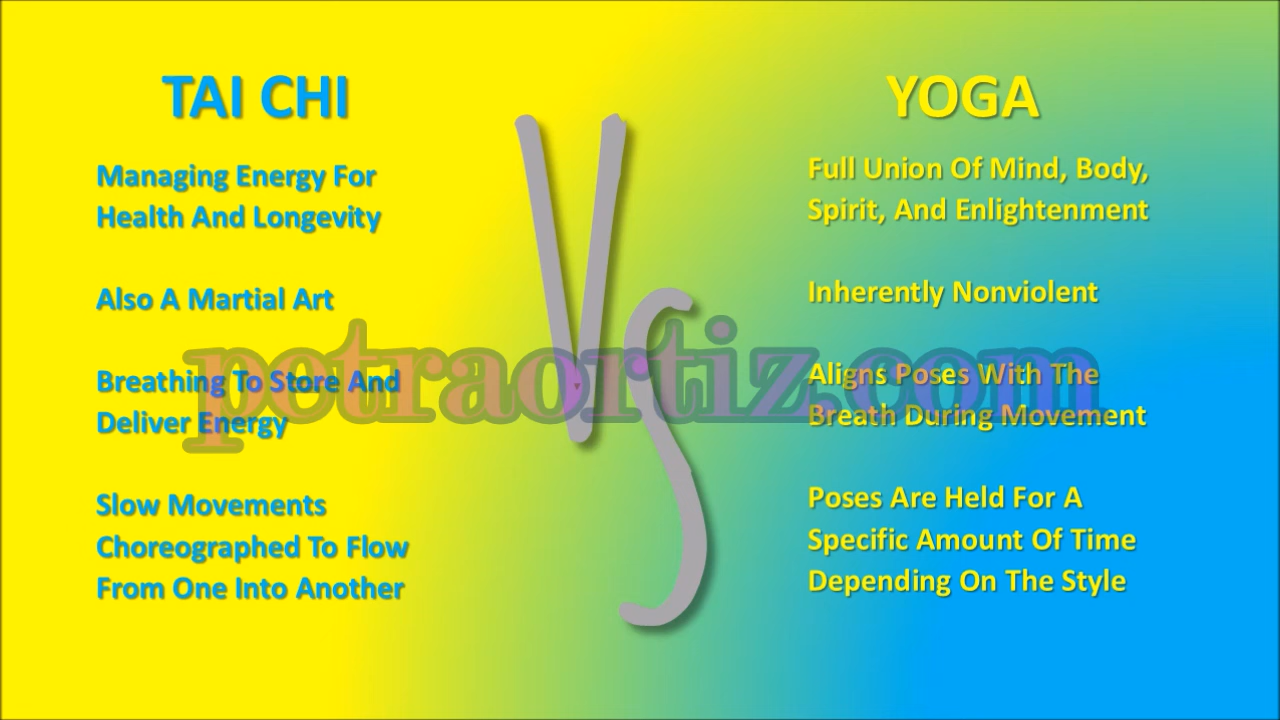 TAI CHI
Managing Energy For
Health And Longevity
Also A Martial Art
Breathing To Store And
Deliver Energy
Slow Movements
Choreographed To Flow
From One Into Another
VS
YOGA
Full Union Of Mind, Body,
Spirit, And Enlightenment
Inherently Nonviolent
Aligns Poses With The
Breath During Movement
Poses Are Held For A
Specific Amount Of Time
Depending On The Style
petraortiz.com